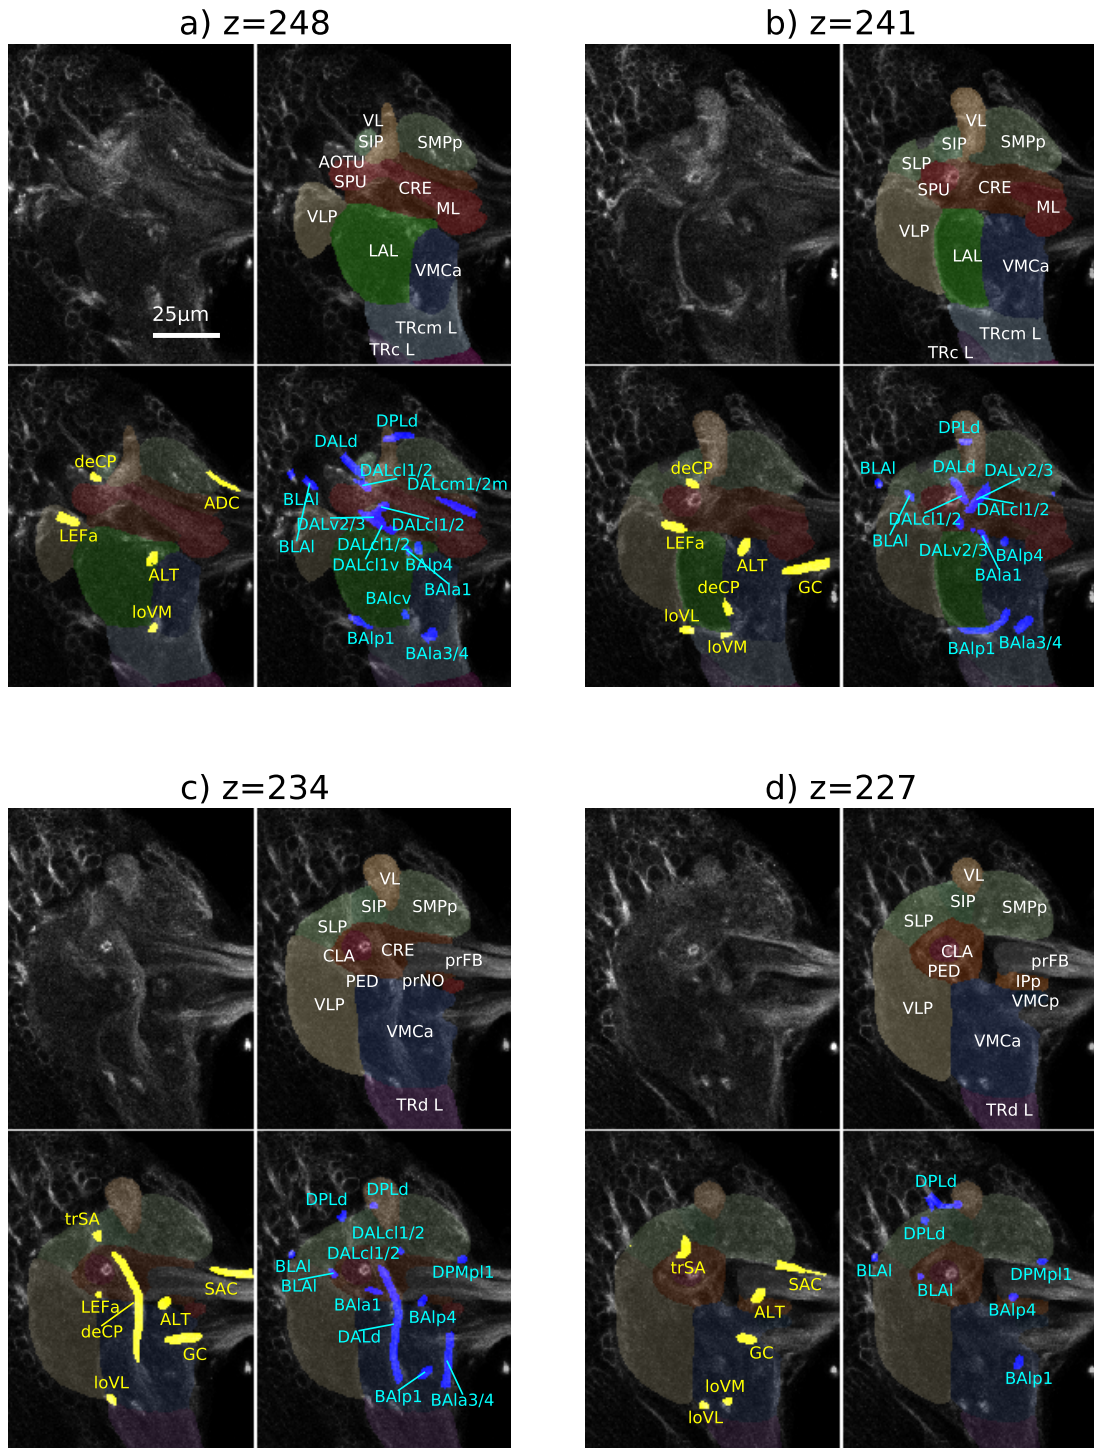 a) z=248
VL
SIP
SMPp
AOTU
SPU
CRE
VLP
ML
LAL
VMCa
25μm
TRcm L
TRc L
deCP
ADC
LEFa
ALT
loVM
DPLd
DALd
DALcl1/2
DALcm1/2m
BLAl
DALv2/3
DALcl1/2
BLAl
DALcl1/2
DALcl1v
BAlp4
BAla1
BAlcv
BAlp1
BAla3/4
b) z=241
VL
SIP
SMPp
SLP
SPU
CRE
ML
VLP
LAL
VMCa
TRcm L
TRc L
deCP
LEFa
ALT
GC
deCP
loVL
loVM
DPLd
BLAl
DALd
DALv2/3
DALcl1/2
DALcl1/2
BLAl
DALv2/3
BAlp4
BAla1
BAlp1
BAla3/4
c) z=234
VL
SIP
SMPp
SLP
CLA
CRE
prFB
PED
prNO
VLP
VMCa
TRd L
trSA
SAC
LEFa
ALT
deCP
GC
loVL
DPLd
DPLd
DALcl1/2
DALcl1/2
BLAl
BLAl
DPMpl1
BAla1
BAlp4
DALd
BAlp1
BAla3/4
d) z=227
VL
SIP
SMPp
SLP
CLA
PED
prFB
IPp
VMCp
VLP
VMCa
TRd L
trSA
SAC
ALT
GC
loVM
loVL
DPLd
DPLd
BLAl
BLAl
DPMpl1
BAlp4
BAlp1